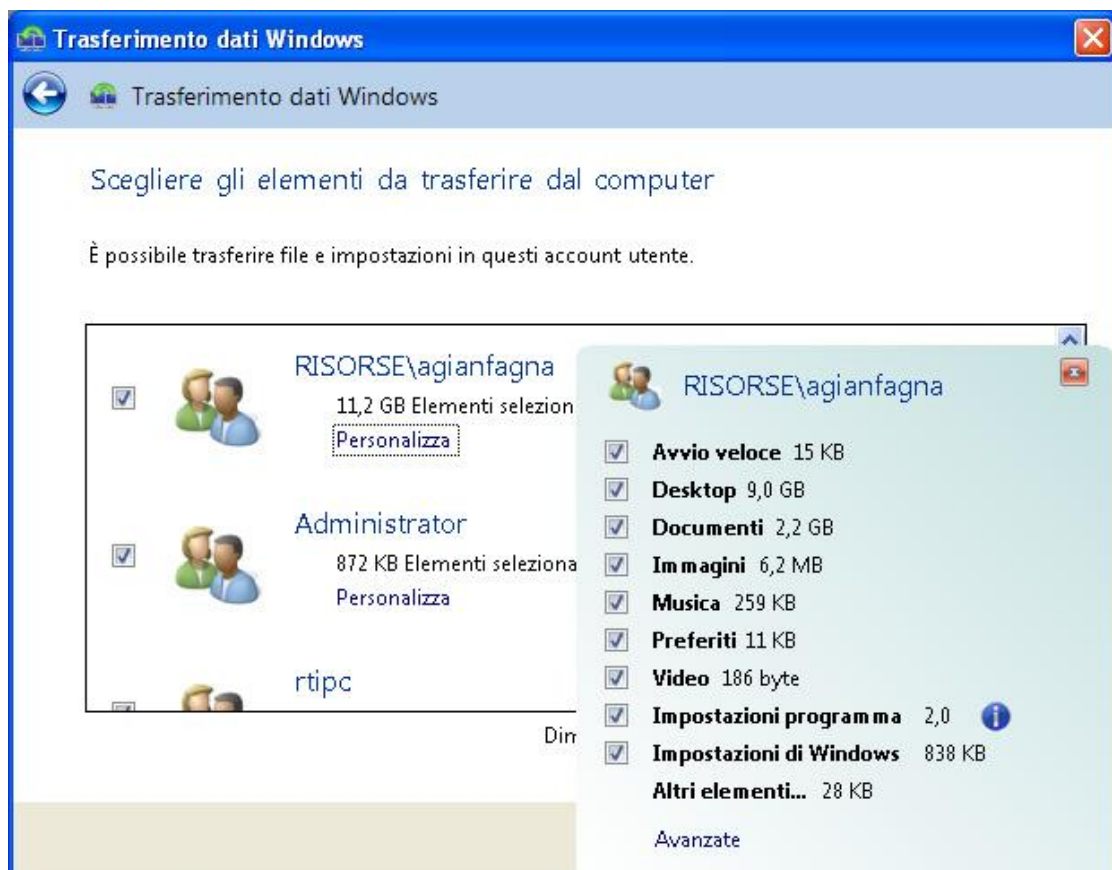 Trasferimento dati Windows
Trasferimento dati Windows
Scegliere gli elementi da trasferire dal computer
È possibile trasferire file e impostazioni in questi account utente.
RISORSE\agianfagna
11,2 GB Elementi selezion
Personalizza
Administrator
872 KB Elementi seleziona
Personalizza
rtipc
Dim
RISORSE\agianfagna
Avvio veloce 15 KB
Desktop 9,0 GB
Documenti 2,2 GB
Immagini 6,2 MB
Musica 259 KB
Preferiti 11 KB
Video 186 byte
Impostazioni programma 2,0
Impostazioni di Windows 838 KB
Altri elementi... 28 KB
Avanzate